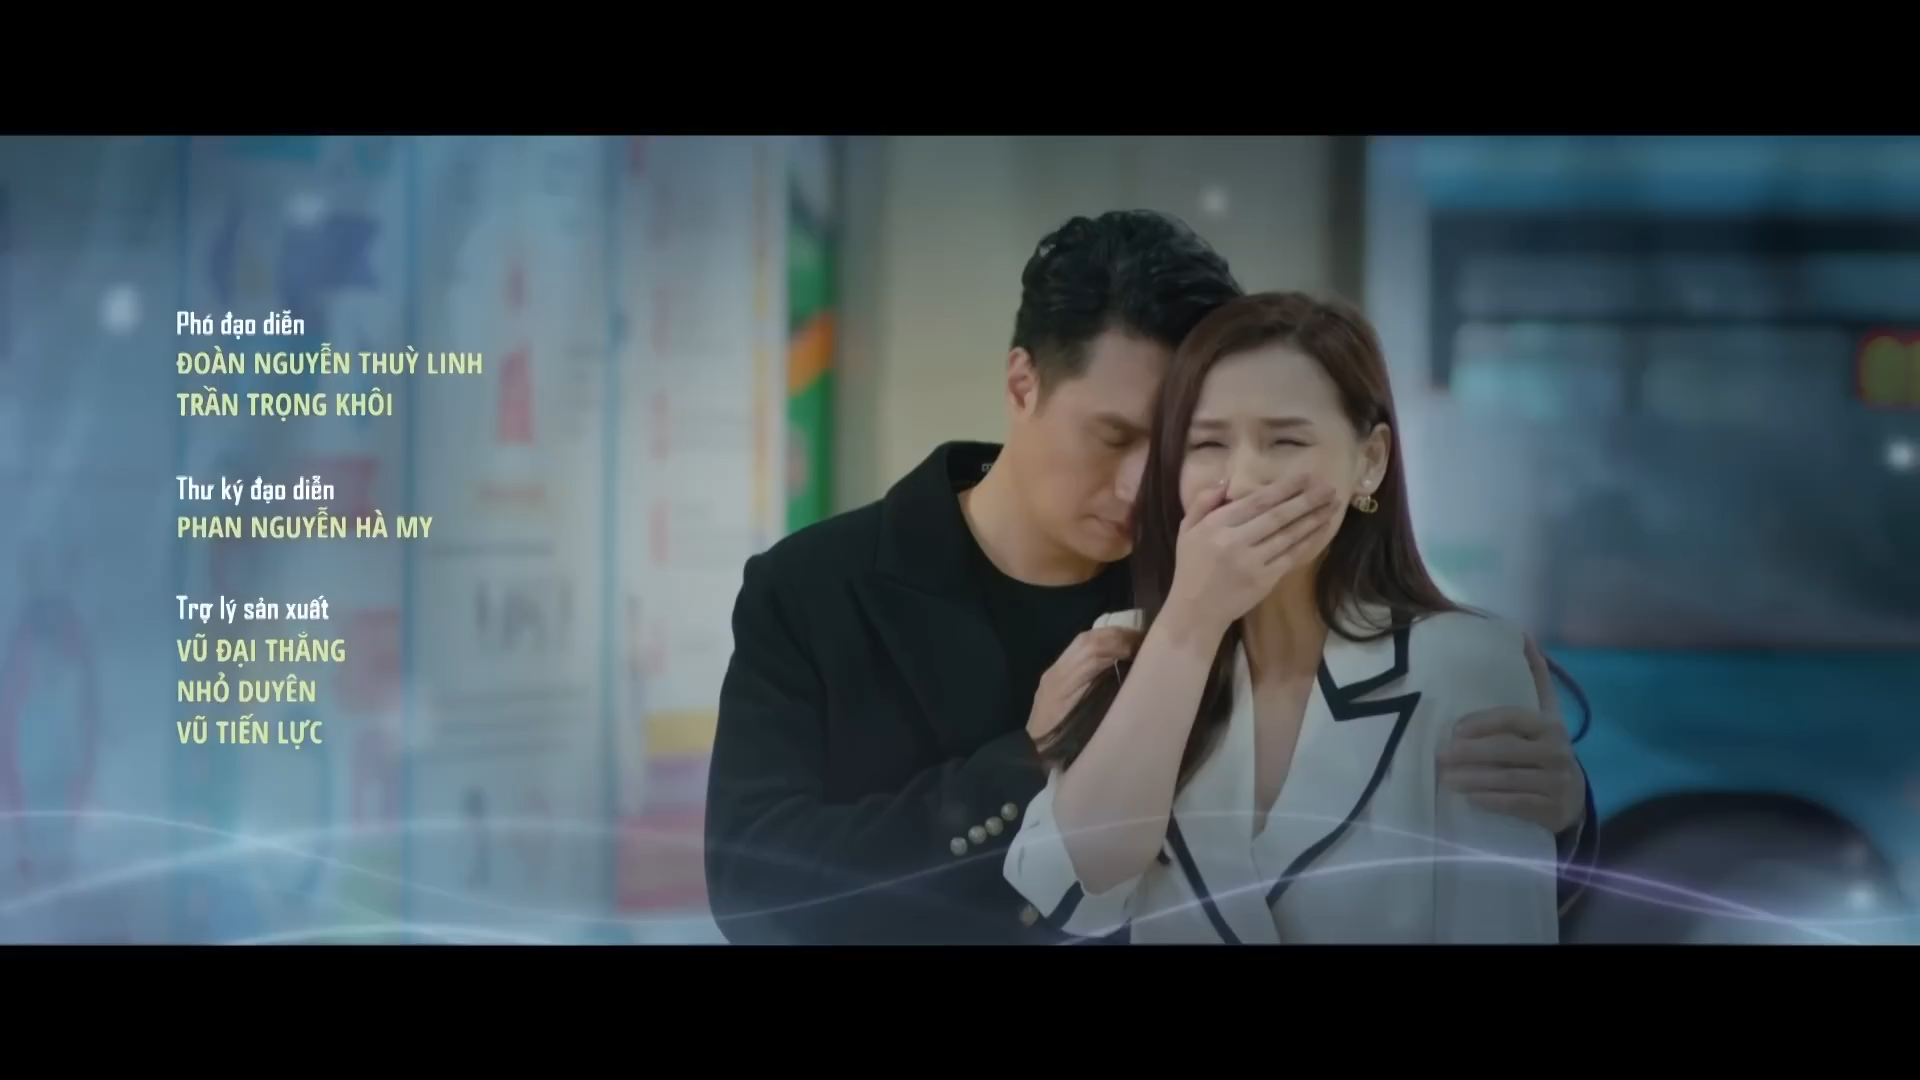 Phó đạo diễn
ĐOÀN NGUYỄN THUỲ LINH
TRẦN TRỌNG KHÔI
Thư ký đạo diễn
PHAN NGUYỄN HÀ MY
Trợ lý sản xuất
VŨ ĐẠI THẮNG
NHỎ DUYÊN
VŨ TIẾN LỰC